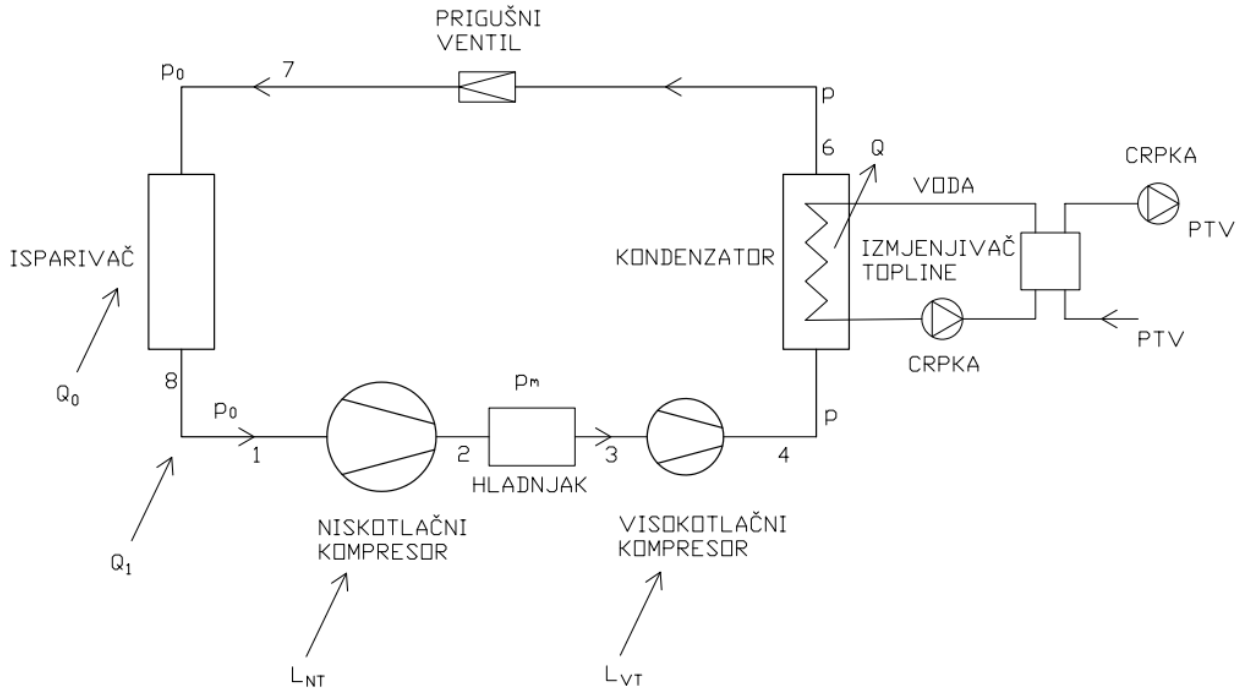 PRIGUŠNI
VENTIL
p0
7
p
6
Q
CRPKA
VODA
PTV
ISPARIVAČ
KONDENZATOR
IZMJENJIVAČ
TOPLINE
PTV
CRPKA
Q0
8
p0
pm
p
1
2
3
4
HLADNJAK
NISKOTLAČNI
KOMPRESOR
VISOKOTLAČNI
KOMPRESOR
Q1
LNT
LVT